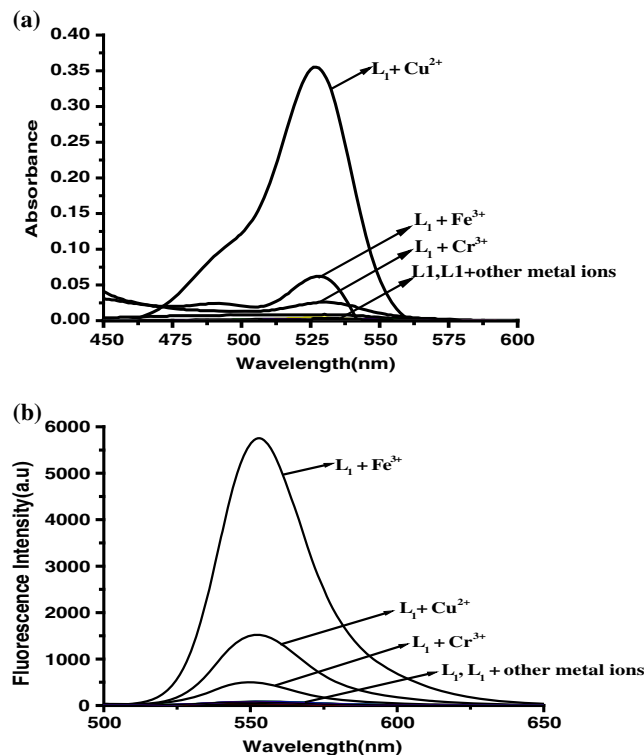 (a)
0.40
0.35
0.30
0.25
0.20
0.15
0.10
0.05
0.00
Absorbance
L₁+ Cu²⁺
L₁ + Fe³⁺
L₁ + Cr³⁺
L1,L1+other metal ions
450 475 500 525 550 575 600
Wavelength(nm)
(b)
6000
5000
4000
3000
2000
1000
0
Fluorescence Intensity(a.u)
L₁ + Fe³⁺
L₁+ Cu²⁺
L₁ + Cr³⁺
L₁, L₁ + other metal ions
500 550 600 650
Wavelength(nm)